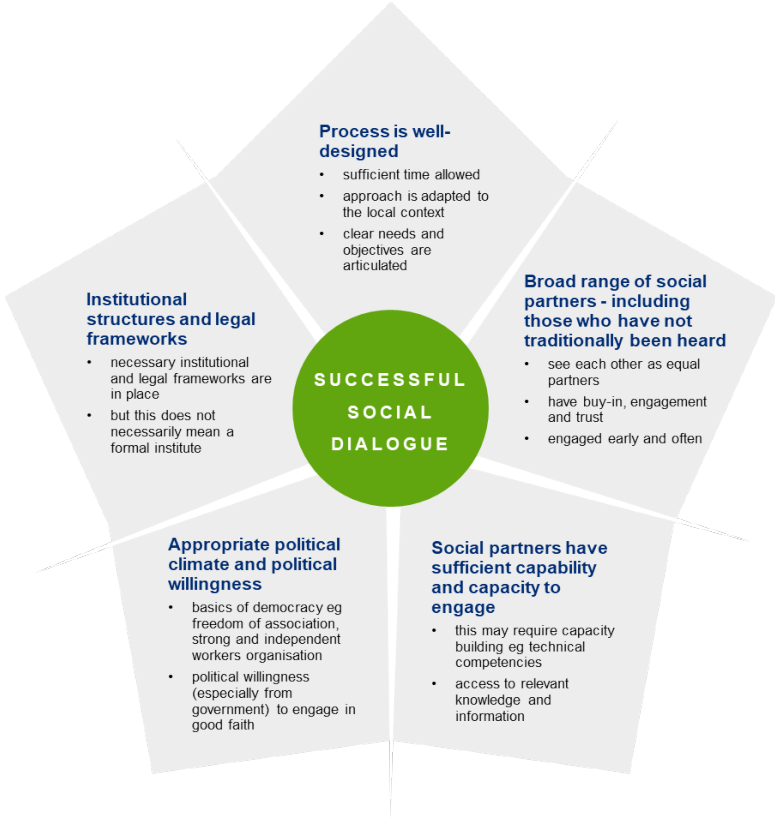 Process is well-
designed
• sufficient time allowed
• approach is adapted to
the local context
• clear needs and
objectives are
articulated
Broad range of social
partners - including
those who have not
traditionally been heard
• see each other as equal
partners
• have buy-in, engagement
and trust
• engaged early and often
Social partners have
sufficient capability
and capacity to
engage
• this may require capacity
building eg technical
competencies
• access to relevant
knowledge and
information
Appropriate political
climate and political
willingness
• basics of democracy eg
freedom of association,
strong and independent
workers organisation
• political willingness
(especially from
government) to engage in
good faith
Institutional
structures and legal
frameworks
• necessary institutional
and legal frameworks are
in place
• but this does not
necessarily mean a
formal institute
SUCCESSFUL
SOCIAL
DIALOGUE